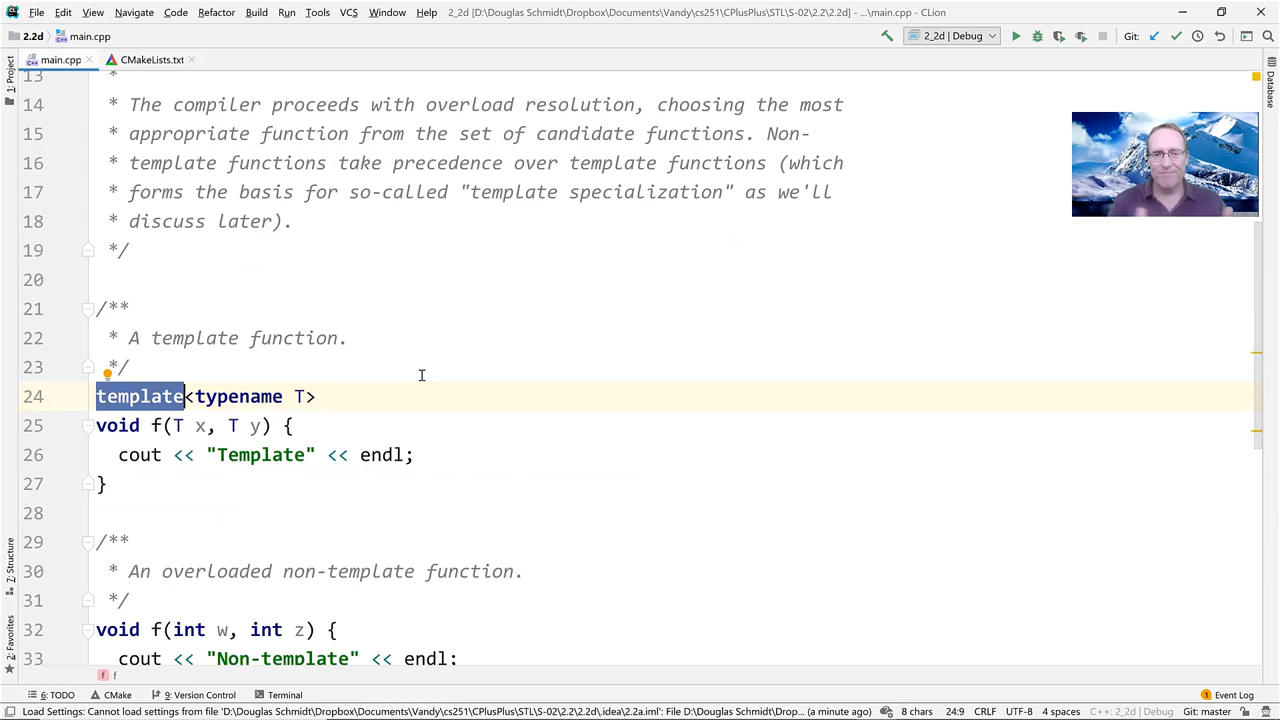 File Edit View Navigate Code Refactor Build Run Tools VCS Window Help 2_2d [D:\Douglas Schmidt\Dropbox\Documents\Vandy\cs251\CPlusPlus\STL\S-02\2.2\2.2d] - ...\main.cpp - CLion
2.2d main.cpp 2_2d | Debug Git:
main.cpp CMakeLists.txt
1: Project
Database
13 *
14 * The compiler proceeds with overload resolution, choosing the most
15 * appropriate function from the set of candidate functions. Non-
16 * template functions take precedence over template functions (which
17 * forms the basis for so-called "template specialization" as we'll
18 * discuss later).
19 */
20
21 /**
22 * A template function.
23 */
24 template<typename T>
25 void f(T x, T y) {
26 cout << "Template" << endl;
27 }
28
29 /**
30 * An overloaded non-template function.
31 */
32 void f(int w, int z) {
33 cout << "Non-template" << endl;
Z: Structure
2: Favorites
f f
6: TODO CMake 9: Version Control Terminal Event Log
Load Settings: Cannot load settings from file 'D:\Douglas Schmidt\Dropbox\Documents\Vandy\cs251\CPlusPlus\STL\S-02\2.2\2.2d\.idea\2.2a.iml': File D:\Douglas Schmidt\Drop... (a minute ago) 8 chars 24:9 CRLF UTF-8 4 spaces C++: 2_2d | Debug Git: master